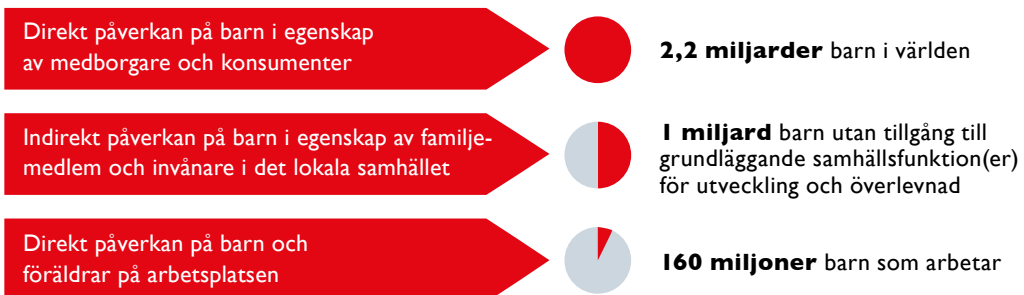 Direkt påverkan på barn i egenskap
av medborgare och konsumenter
2,2 miljarder barn i världen
Indirekt påverkan på barn i egenskap av familje-
medlem och invånare i det lokala samhället
1 miljard barn utan tillgång till
grundläggande samhällsfunktion(er)
för utveckling och överlevnad
Direkt påverkan på barn och
föräldrar på arbetsplatsen
160 miljoner barn som arbetar